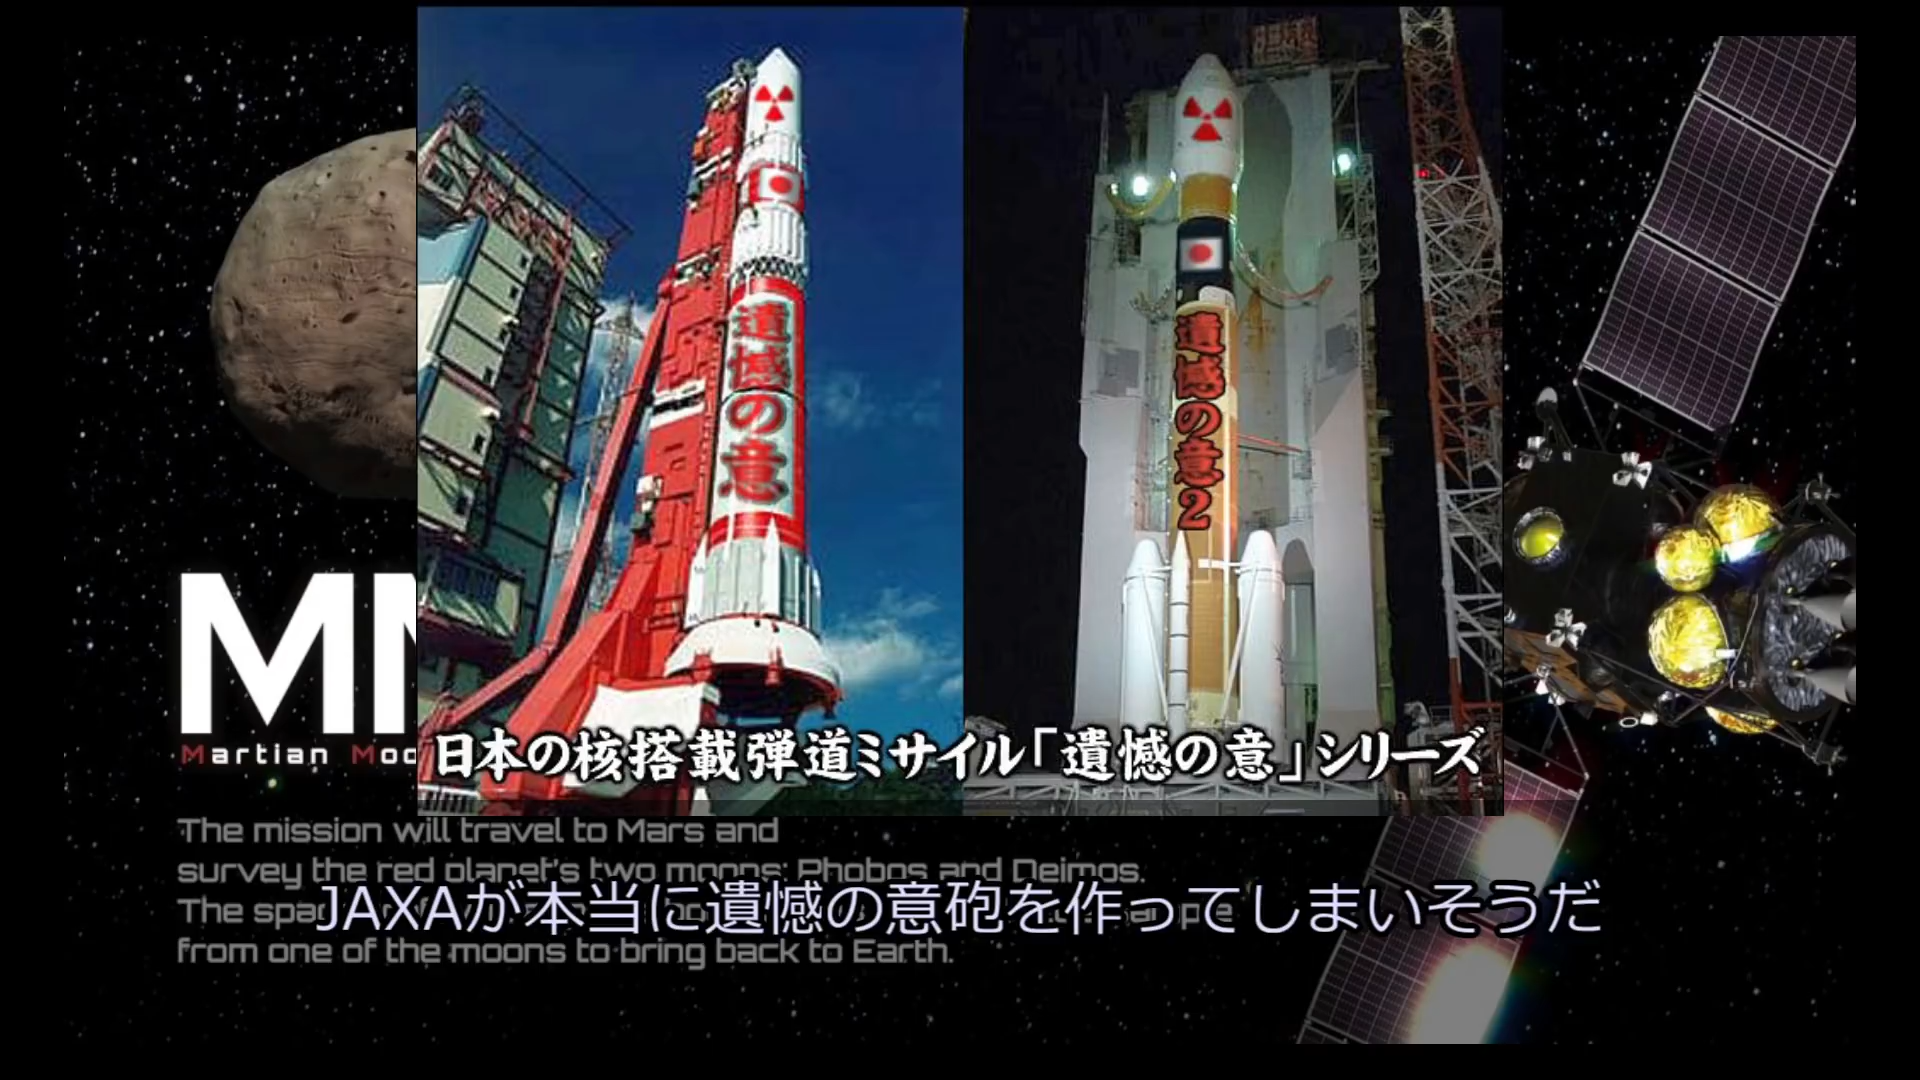 遺憾の意
遺憾の意2
日本の核搭載弾道ミサイル「遺憾の意」シリーズ
Martian Moo
The mission will travel to Mars and
survey the red planet's two moons: Phobos and Deimos.
The
from one of the moons to bring back to Earth.
JAXAが本当に遺憾の意砲を作ってしまいそうだ